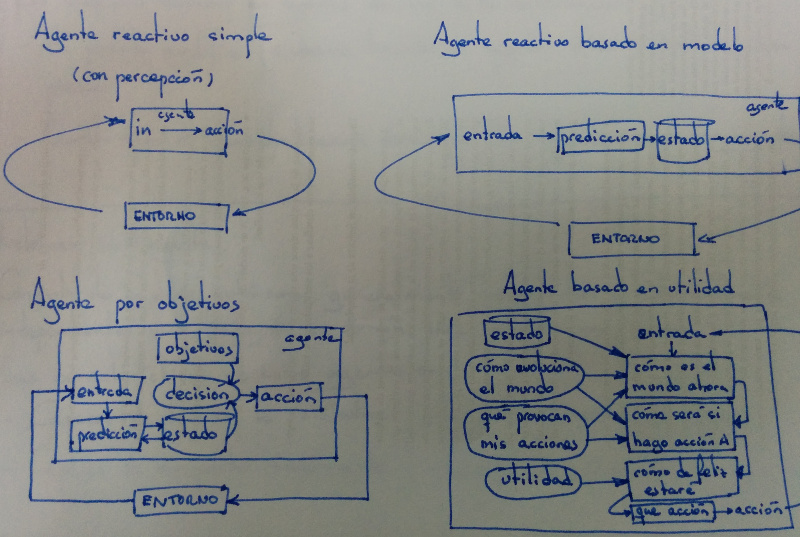 Agente reactivo simple
(con percepción)
agente
in acción
ENTORNO
Agente reactivo basado en modelo
agente
entrada predicción estado acción
ENTORNO
Agente por objetivos
agente
objetivos
entrada decision acción
predicción estado
ENTORNO
Agente basado en utilidad
estado entrada
cómo evoluciona
el mundo
cómo es el
mundo ahora
qué provocan
mis acciones
cómo será si
hago acción A
utilidad
cómo de feliz
estaré
que acción acción